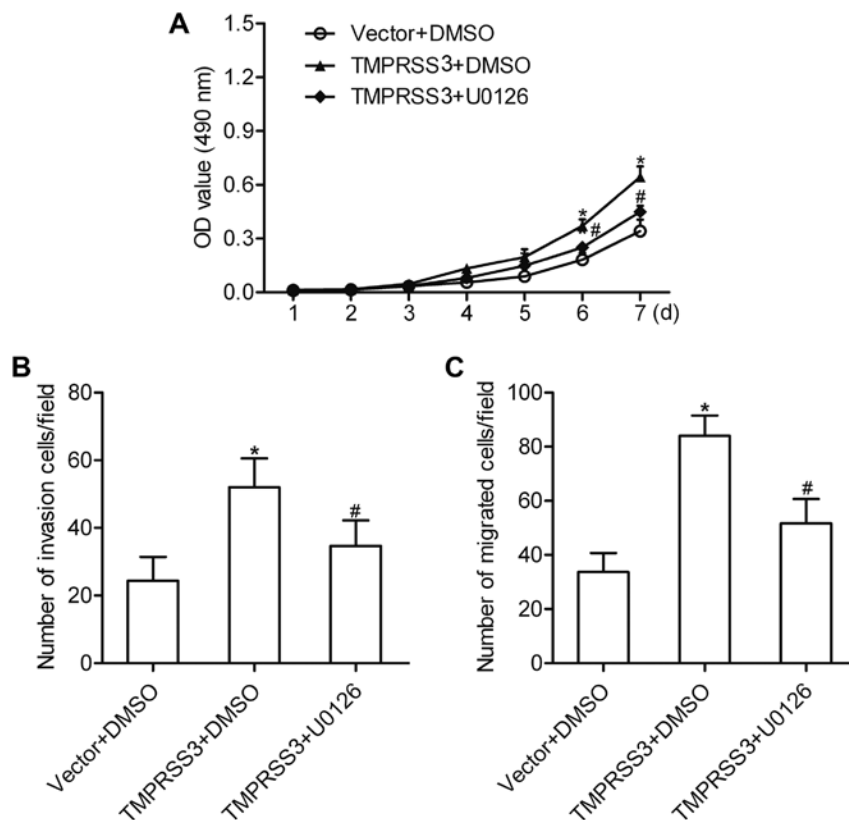 A
Vector+DMSO
TMPRSS3+DMSO
TMPRSS3+U0126
OD value (490 nm)
1.5
1.2
0.9
0.6
0.3
0.0
*
*
#
#
1 2 3 4 5 6 7 (d)
B
Number of invasion cells/field
80
60
40
20
0
*
#
Vector+DMSO
TMPRSS3+DMSO
TMPRSS3+U0126
C
Number of migrated cells/field
100
80
60
40
20
0
*
#
Vector+DMSO
TMPRSS3+DMSO
TMPRSS3+U0126